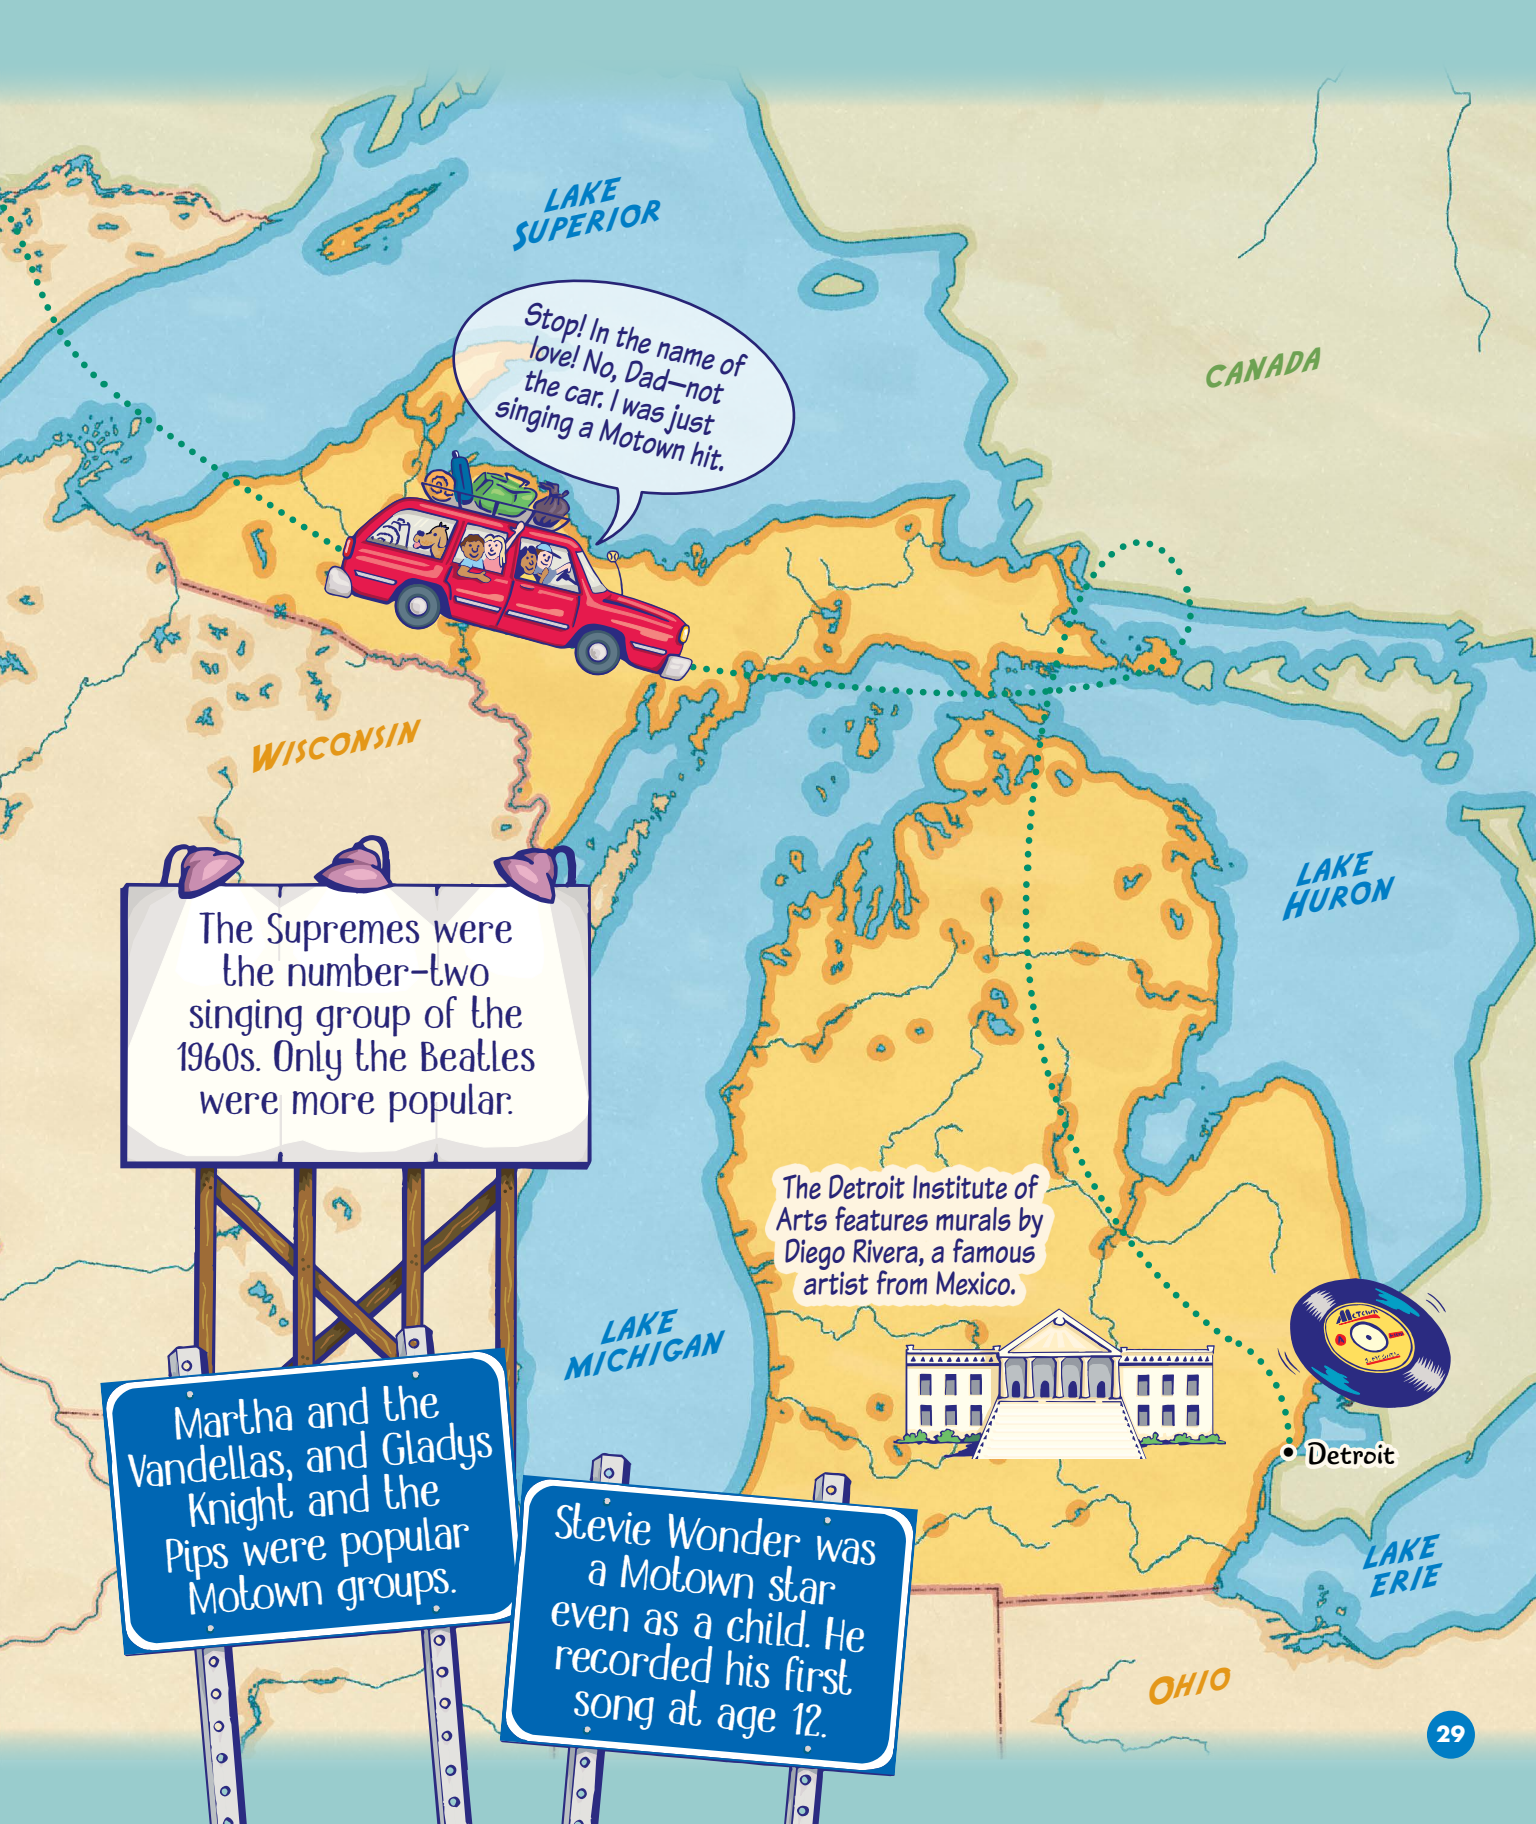 LAKE
SUPERIOR
Stop! In the name of
love! No, Dad—not
the car. I was just
singing a Motown hit.
CANADA
WISCONSIN
LAKE
HURON
The Supremes were
the number-two
singing group of the
1960s. Only the Beatles
were more popular.
The Detroit Institute of
Arts features murals by
Diego Rivera, a famous
artist from Mexico.
LAKE
MICHIGAN
MOTOWN
Detroit
Martha and the
Vandellas, and Gladys
Knight and the
Pips were popular
Motown groups.
Stevie Wonder was
a Motown star
even as a child. He
recorded his first
song at age 12.
LAKE
ERIE
OHIO
29